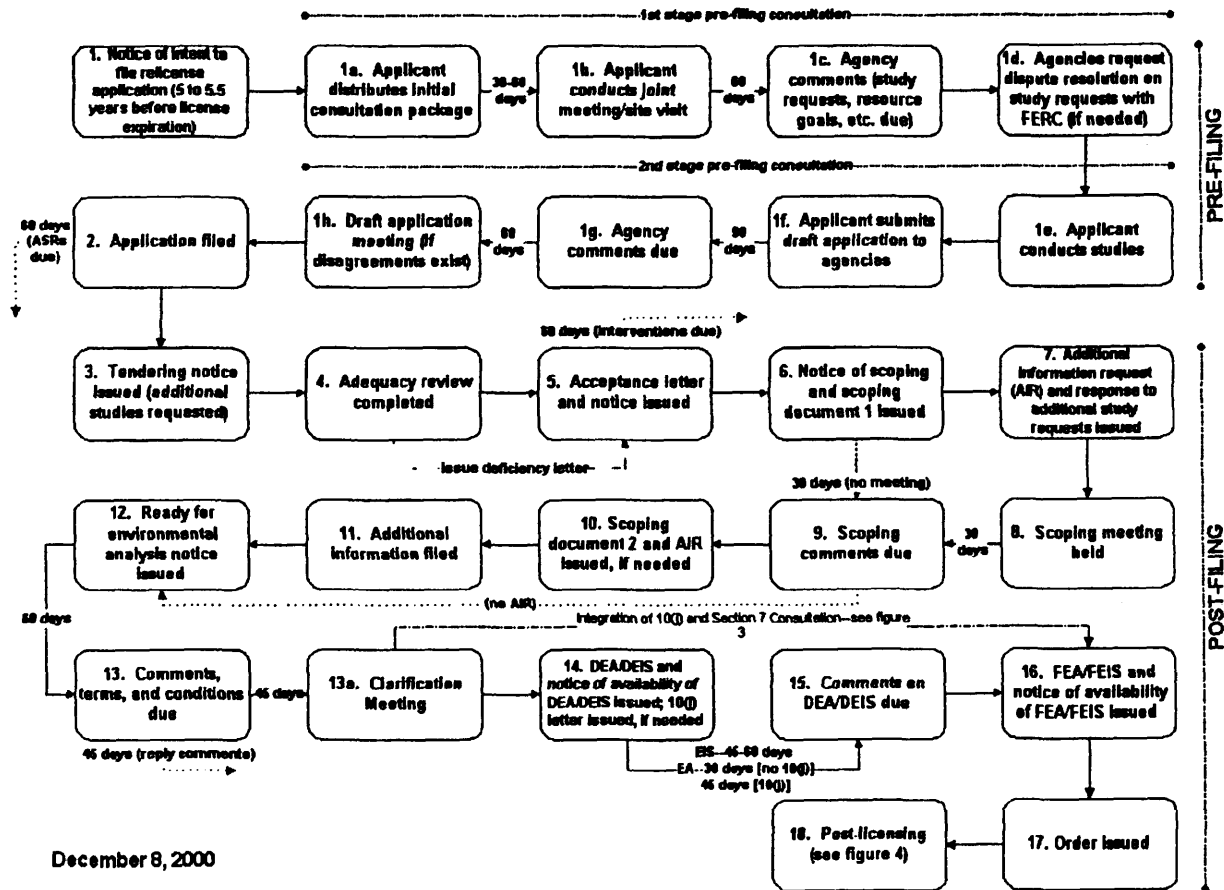 1st stage pre-filing consultation
1. Notice of Intent to
file relicense
application (5 to 5.5
years before license
expiration)
1a. Applicant
distributes initial
consultation package
30-60
days
1b. Applicant
conducts joint
meeting/site visit
60
days
1c. Agency
comments (study
requests, resource
goals, etc. due)
1d. Agencies request
dispute resolution on
study requests with
FERC (if needed)
PRE-FILING
2nd stage pre-filing consultation
60 days
(ASRs
due)
2. Application filed
1h. Draft application
meeting (if
disagreements exist)
60
days
1g. Agency
comments due
90
days
1f. Applicant submits
draft application to
agencies
1e. Applicant
conducts studies
60 days (interventions due)
3. Tendering notice
issued (additional
studies requested)
4. Adequacy review
completed
5. Acceptance letter
and notice issued
6. Notice of scoping
and scoping
document 1 issued
7. Additional
information request
(AIR) and response to
additional study
requests issued
Issue deficiency letter
30 days (no meeting)
12. Ready for
environmental
analysis notice
issued
11. Additional
information filed
10. Scoping
document 2 and AIR
issued, if needed
9. Scoping
comments due
30
days
8. Scoping meeting
held
POST-FILING
(no AIR)
60 days
Integration of 10(j) and Section 7 Consultation--see figure
3
13. Comments,
terms, and conditions
due
45 days
13a. Clarification
Meeting
14. DEA/DEIS and
notice of availability of
DEA/DEIS issued; 10(j)
letter issued, if needed
15. Comments on
DEA/DEIS due
16. FEA/FEIS and
notice of availability
of FEA/FEIS issued
45 days (reply comments)
EIS--45-60 days
EA--30 days [no 10(j)]
45 days [10(j)]
18. Post-licensing
(see figure 4)
17. Order issued
December 8, 2000